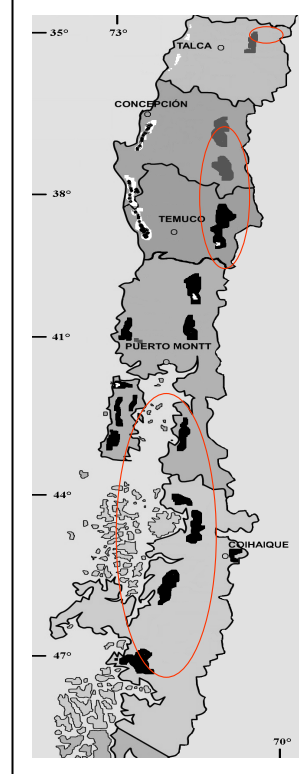 35°
73°
TALCA
CONCEPCIÓN
38°
TEMUCO
41°
PUERTO MONTT
44°
COIHAIQUE
47°
70°